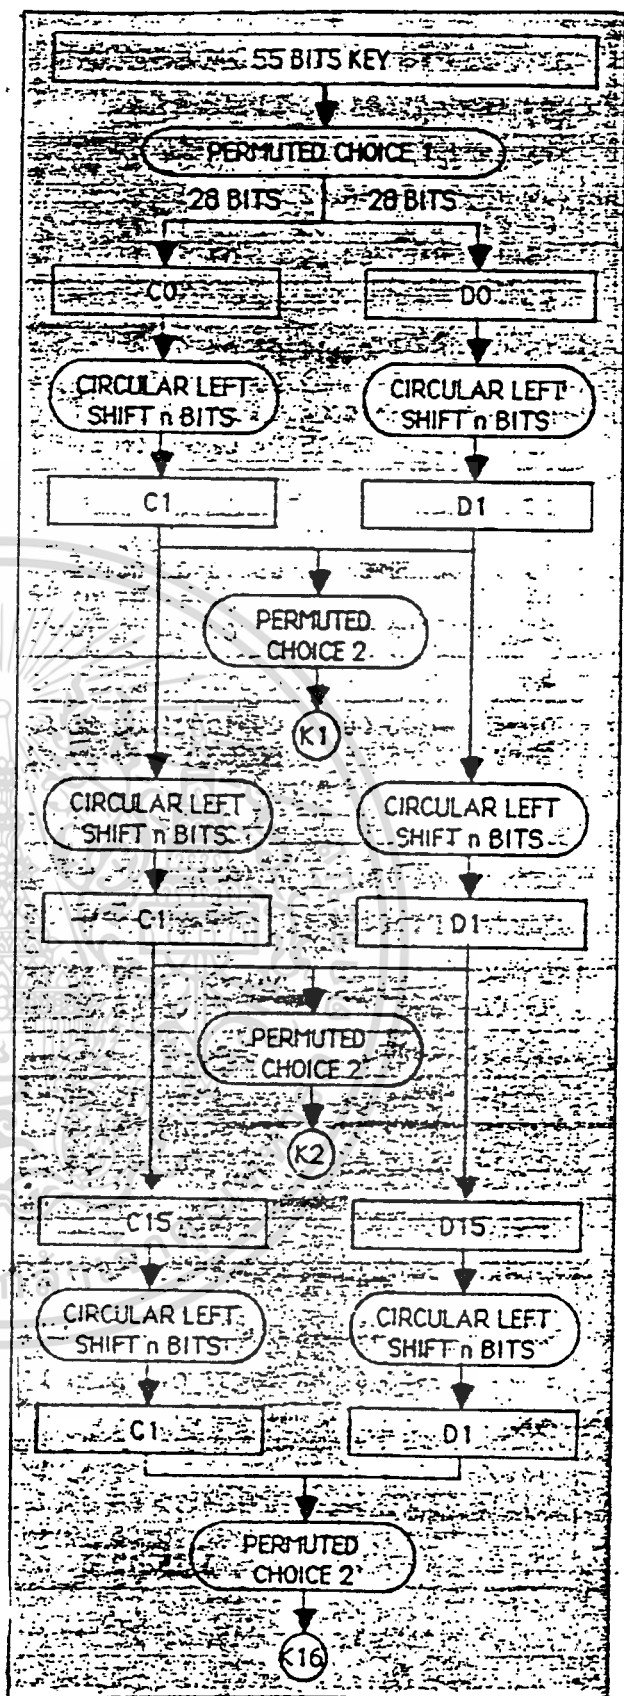 55 BITS KEY
PERMUTED CHOICE 1
28 BITS 28 BITS
C0 D0
CIRCULAR LEFT
SHIFT n BITS
CIRCULAR LEFT
SHIFT n BITS
C1 D1
PERMUTED
CHOICE 2
K1
CIRCULAR LEFT
SHIFT n BITS
CIRCULAR LEFT
SHIFT n BITS
C1 D1
PERMUTED
CHOICE 2
K2
C15 D15
CIRCULAR LEFT
SHIFT n BITS
CIRCULAR LEFT
SHIFT n BITS
C1 D1
PERMUTED
CHOICE 2
K16